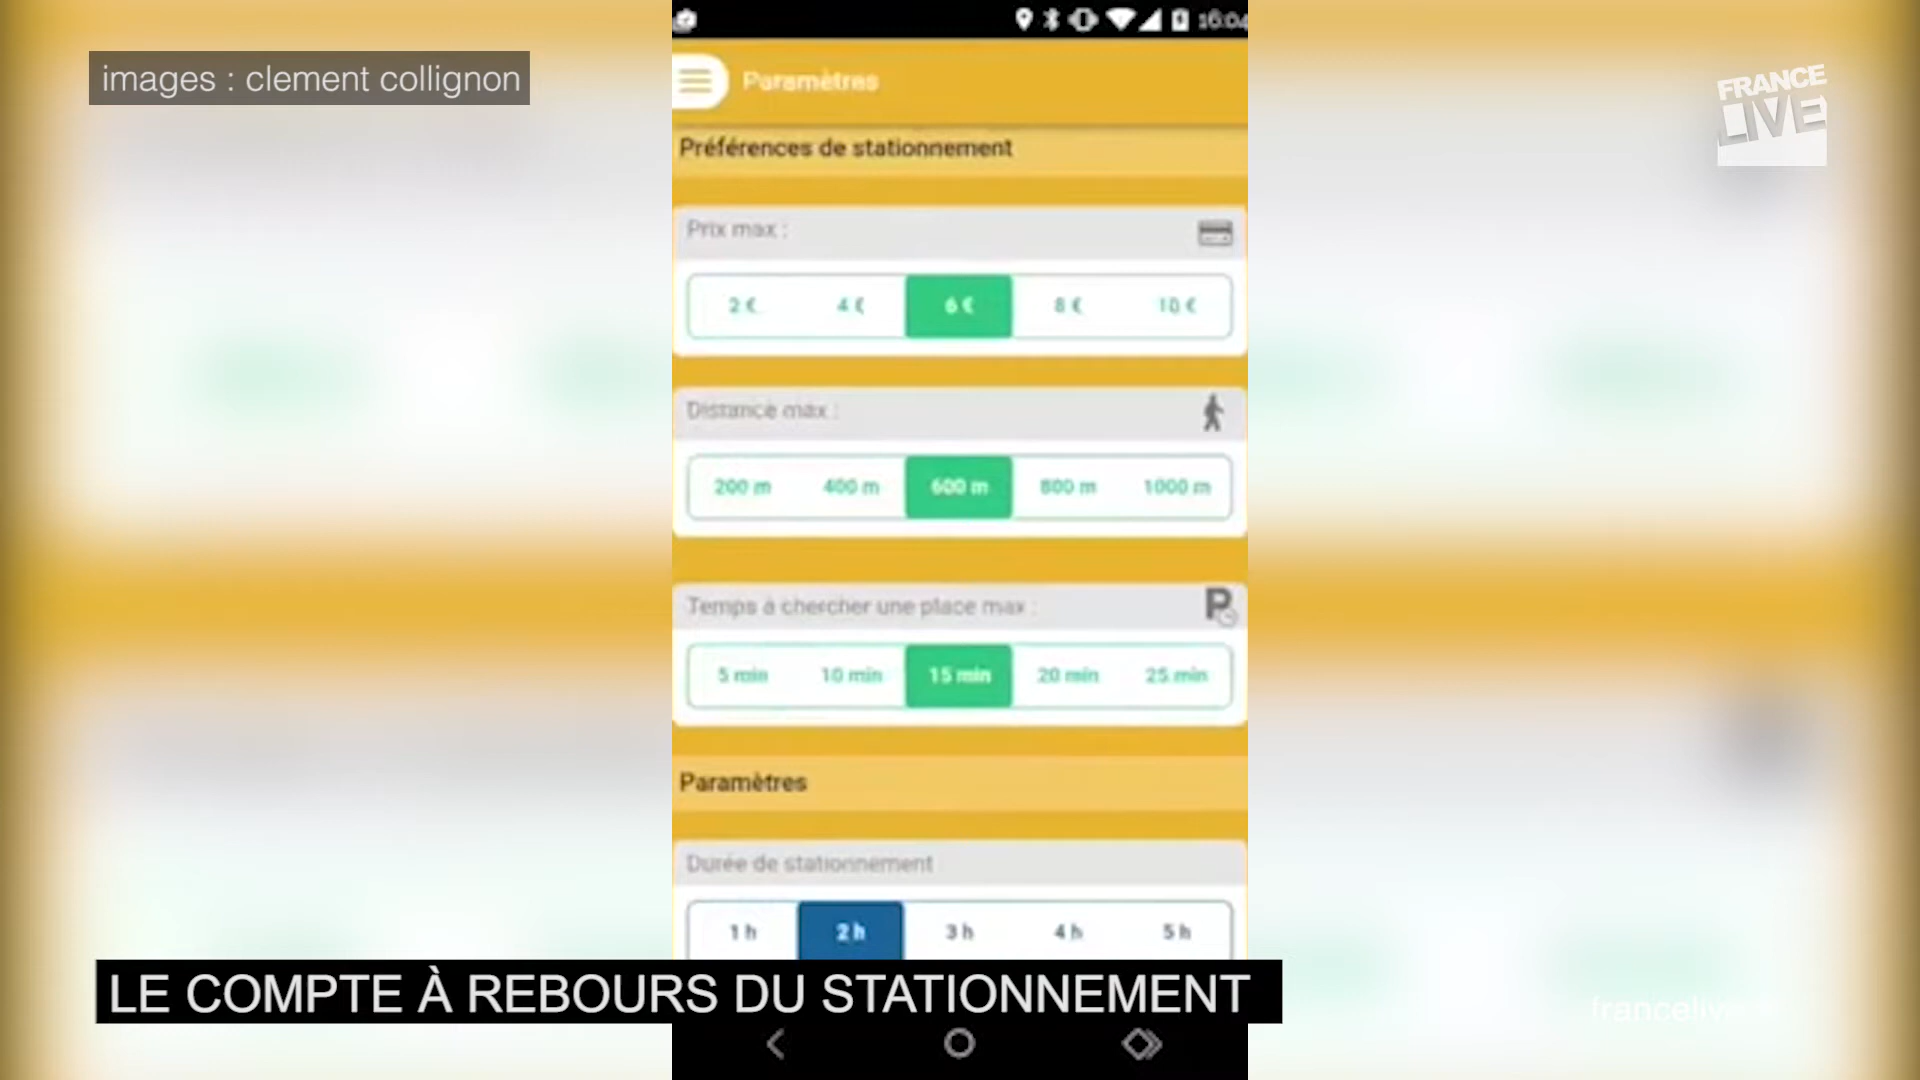 images : clement collignon
16:04
FRANCE
LIVE
Paramètres
Préférences de stationnement
Prix max :
2 € 4 € 6 € 8 € 10 €
Distance max :
200 m 400 m 600 m 800 m 1000 m
Temps à chercher une place max :
P
5 min 10 min 15 min 20 min 25 min
Paramètres
Durée de stationnement
1 h 2 h 3 h 4 h 5 h
LE COMPTE À REBOURS DU STATIONNEMENT